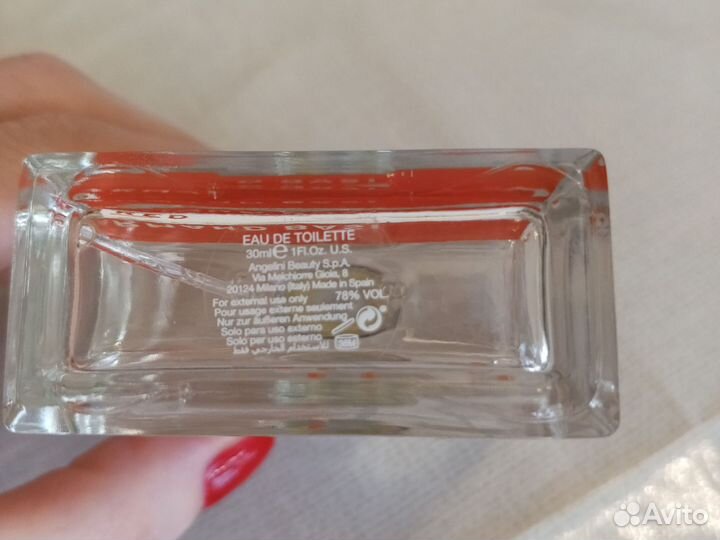 EAU DE TOILETTE
30ml e 1Fl.Oz. U.S.
Angelini Beauty S.p.A.
Via Melchiorre Gioia, 8
20124 Milano (Italy) Made in Spain
For external use only 78% VOL.
Pour usage externe seulement
Nur zur äußeren Anwendung
Solo para uso externo
Solo per uso esterno 36M
للاستخدام الخارجي فقط
Avito